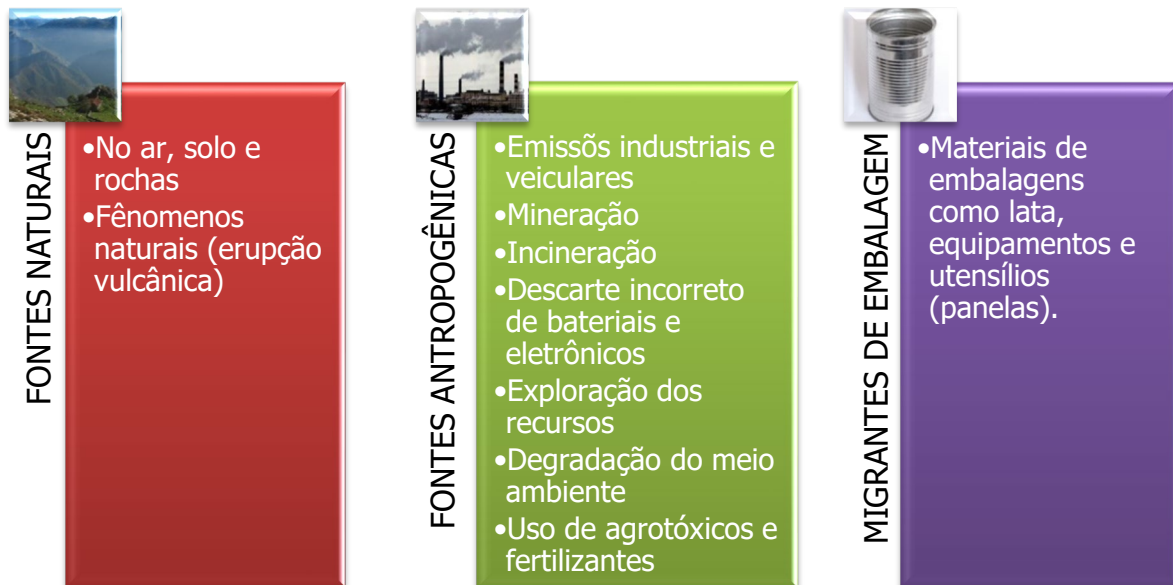 FONTES NATURAIS
•No ar, solo e
rochas
•Fênomenos
naturais (erupção
vulcânica)
FONTES ANTROPOGÊNICAS
•Emissõs industriais e
veiculares
•Mineração
•Incineração
•Descarte incorreto
de bateriais e
eletrônicos
•Exploração dos
recursos
•Degradação do meio
ambiente
•Uso de agrotóxicos e
fertilizantes
MIGRANTES DE EMBALAGEM
•Materiais de
embalagens
como lata,
equipamentos e
utensílios
(panelas).